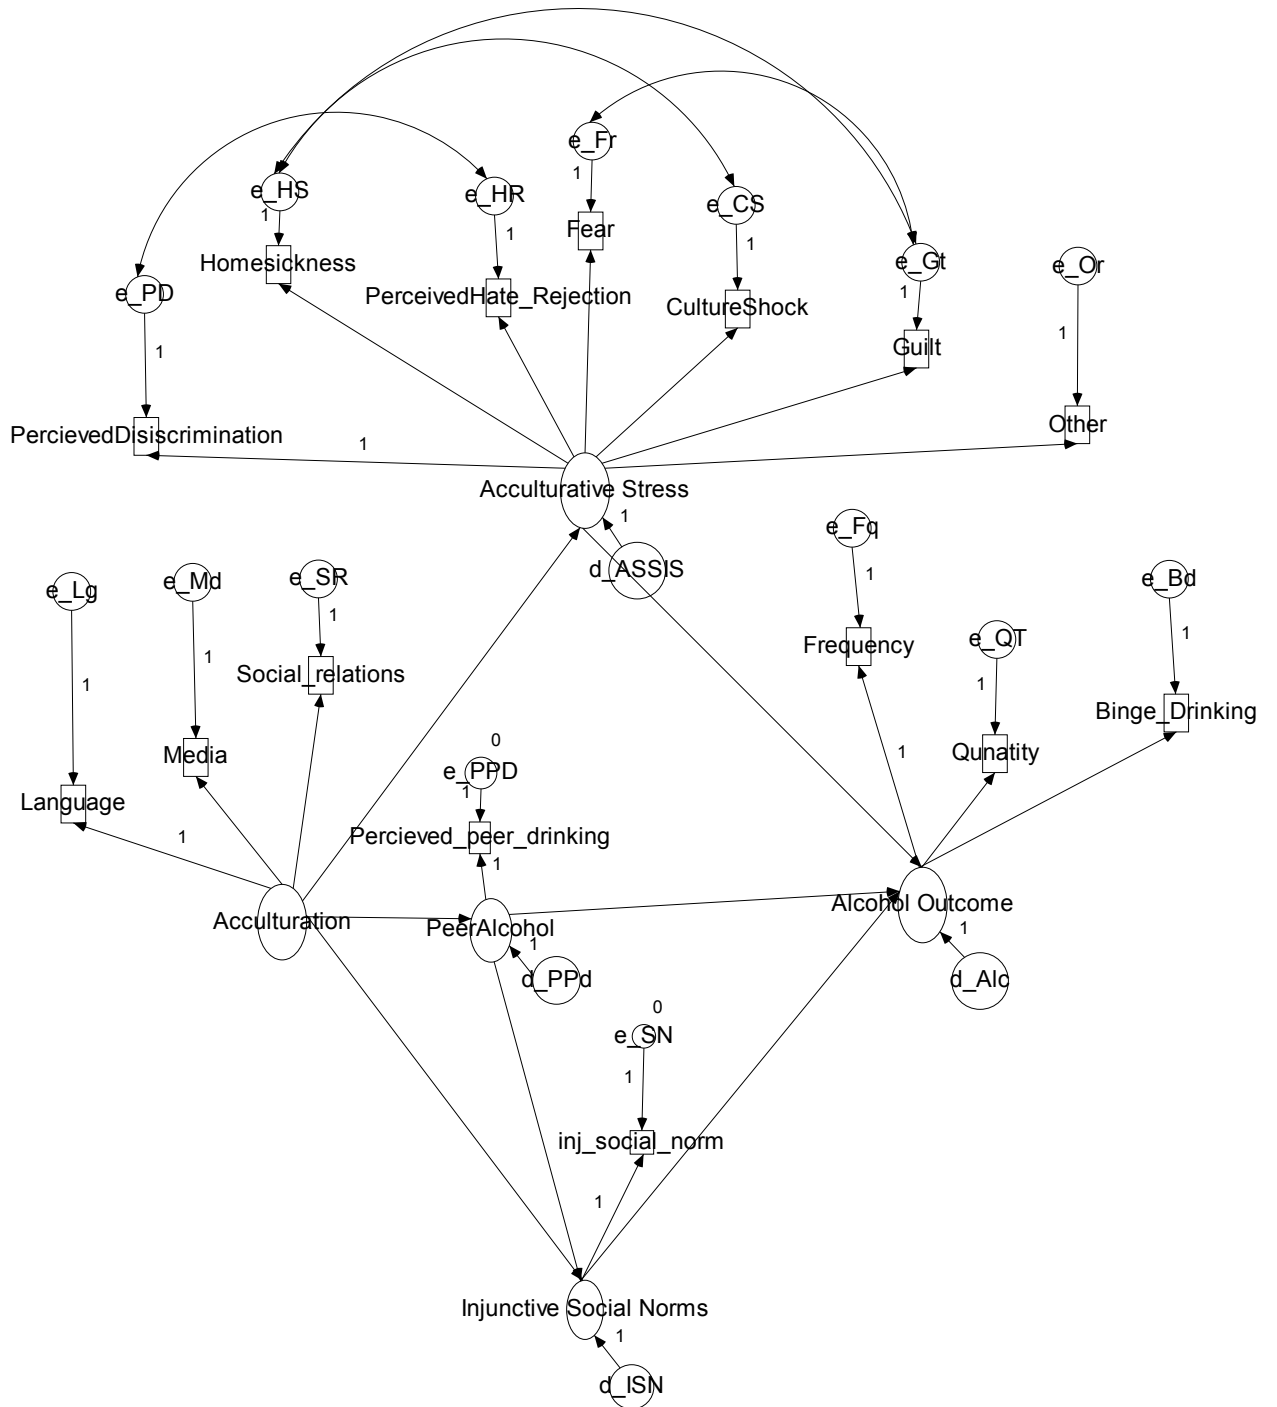 e_Fr
1
e_HS
1
e_HR
1
e_CS
1
Fear
Homesickness
PerceivedHate_Rejection
CultureShock
e_Gt
1
e_Or
1
e_PD
1
Guilt
PercievedDisiscrimination
1
Other
Acculturative Stress
1
d_ASSIS
e_Fq
1
e_Lg
1
e_Md
1
e_SR
1
e_Bd
1
Frequency
e_QT
1
Social_relations
Binge_Drinking
Media
1
Qunatity
0
e_PPD
1
Language
1
Percieved_peer_drinking
1
Acculturation
PeerAlcohol
1
d_PPd
Alcohol Outcome
1
d_Alc
0
e_SN
1
inj_social_norm
1
Injunctive Social Norms
1
d_ISN